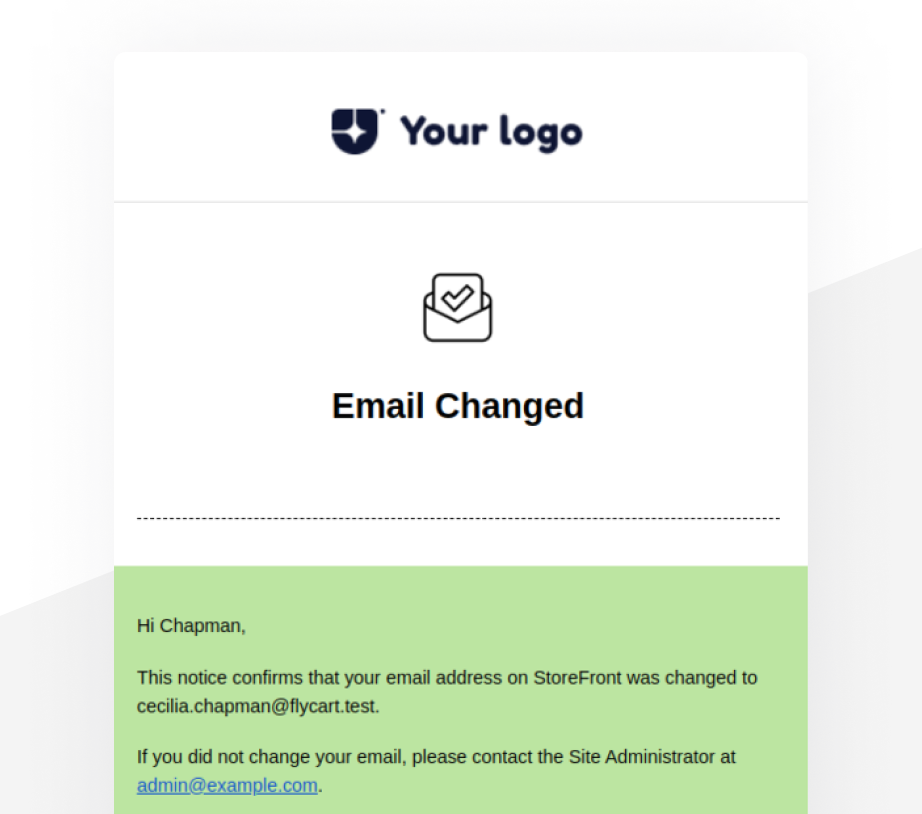 Your logo
Email Changed
Hi Chapman,
This notice confirms that your email address on StoreFront was changed to
cecilia.chapman@flycart.test.
If you did not change your email, please contact the Site Administrator at
admin@example.com.